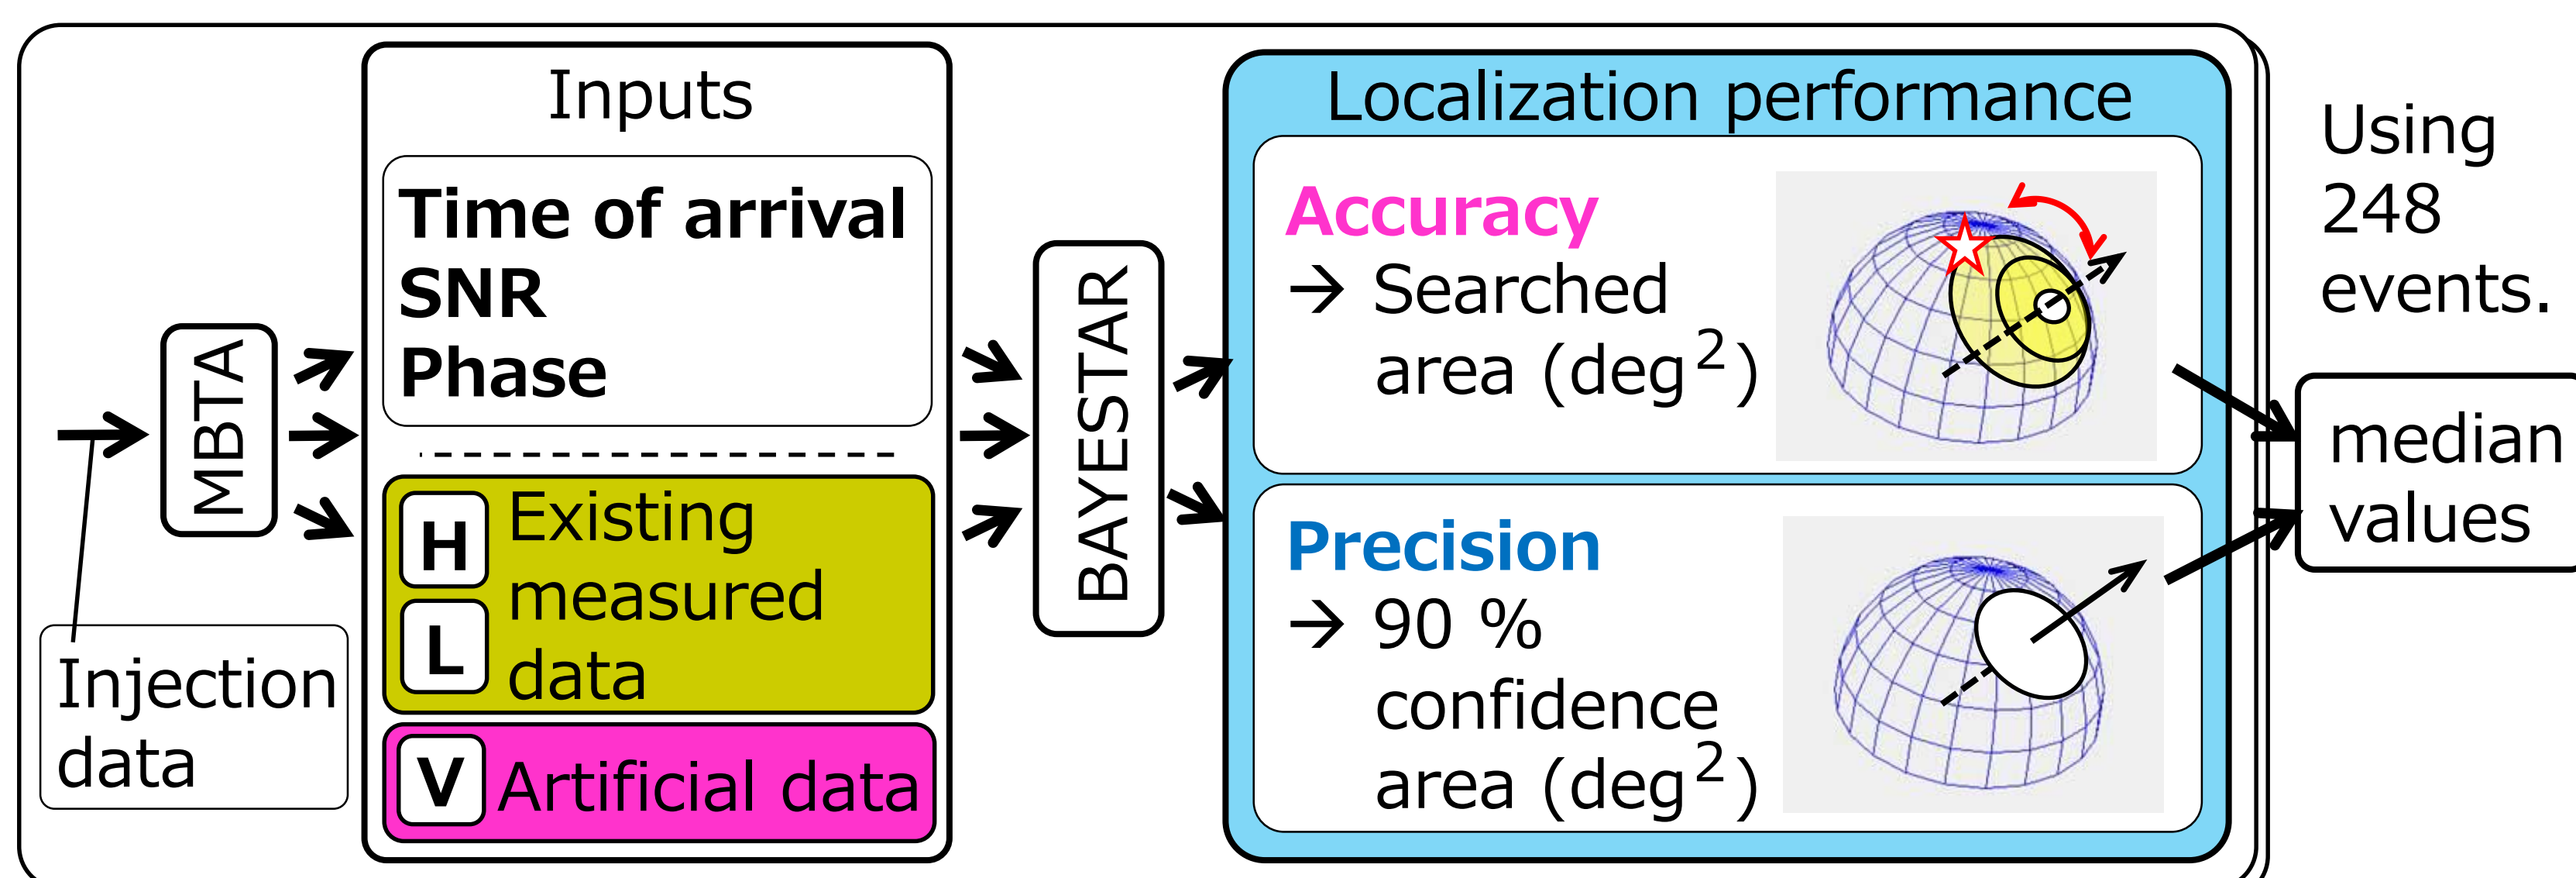 Injection
data
MBTA
Inputs
Time of arrival
SNR
Phase
H
L
Existing
measured
data
V
Artificial data
BAYESTAR
Localization performance
Accuracy
→ Searched
area (deg²)
Precision
→ 90 %
confidence
area (deg²)
Using
248
events.
median
values